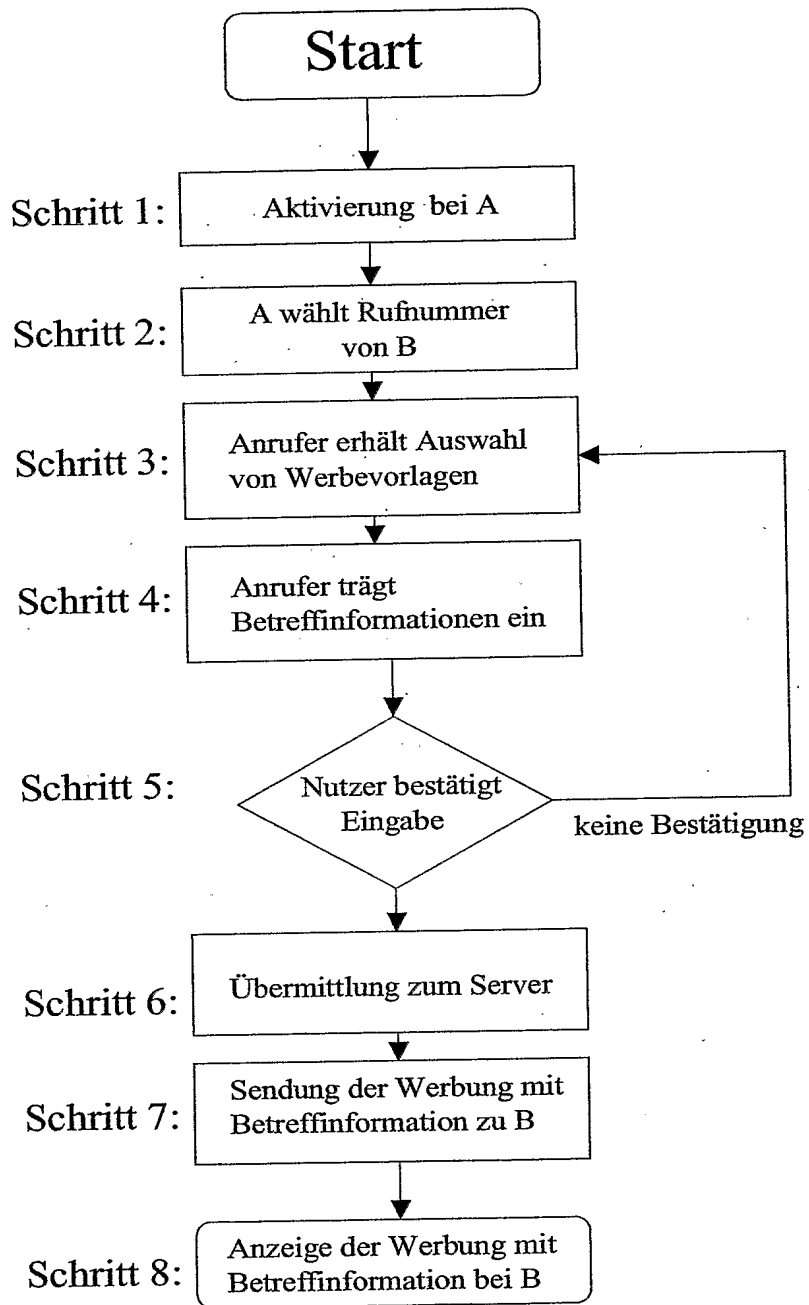 Start
Schritt 1:
Aktivierung bei A
Schritt 2:
A wählt Rufnummer
von B
Schritt 3:
Anrufer erhält Auswahl
von Werbevorlagen
Schritt 4:
Anrufer trägt
Betreffinformationen ein
Schritt 5:
Nutzer bestätigt
Eingabe
keine Bestätigung
Schritt 6:
Übermittlung zum Server
Schritt 7:
Sendung der Werbung mit
Betreffinformation zu B
Schritt 8:
Anzeige der Werbung mit
Betreffinformation bei B